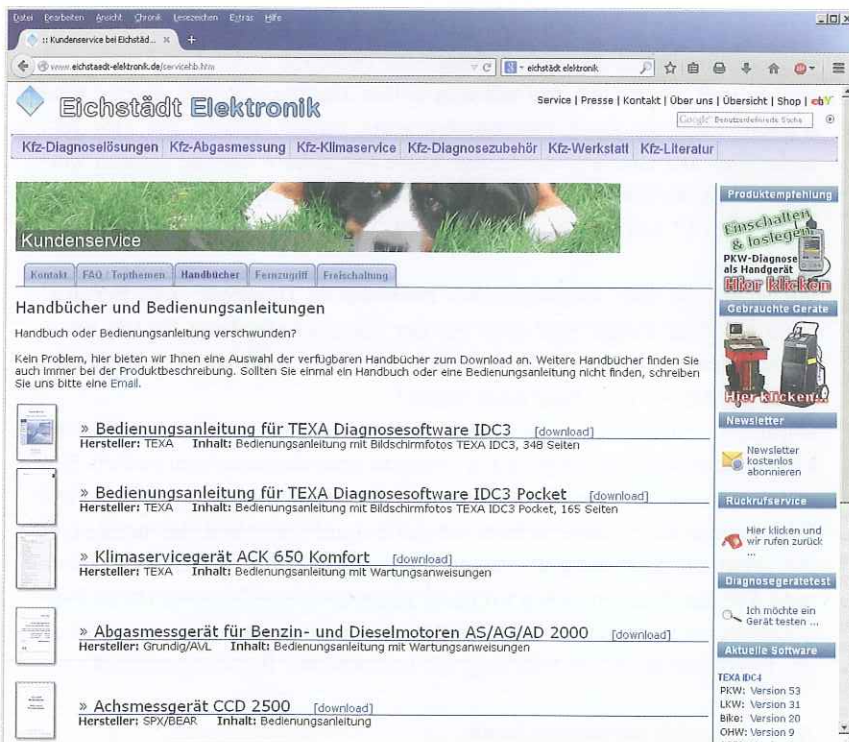 Datei Bearbeiten Ansicht Chronik Lesezeichen Extras Hilfe
:: Kundenservice bei Eichstäd... × +
www.eichstaedt-elektronik.de/servicehb.htm
eichstädt elektronik
Eichstädt Elektronik
Service | Presse | Kontakt | Über uns | Übersicht | Shop | ebY
Google Benutzerdefinierte Suche
Kfz-Diagnoselösungen Kfz-Abgasmessung Kfz-Klimaservice Kfz-Diagnosezubehör Kfz-Werkstatt Kfz-Literatur
Kundenservice
Kontakt FAQ / Topthemen Handbücher Fernzugriff Freischaltung
Handbücher und Bedienungsanleitungen
Handbuch oder Bedienungsanleitung verschwunden?
Kein Problem, hier bieten wir Ihnen eine Auswahl der verfügbaren Handbücher zum Download an. Weitere Handbücher finden Sie
auch immer bei der Produktbeschreibung. Sollten Sie einmal ein Handbuch oder eine Bedienungsanleitung nicht finden, schreiben
Sie uns bitte eine Email.
» Bedienungsanleitung für TEXA Diagnosesoftware IDC3 [download]
Hersteller: TEXA Inhalt: Bedienungsanleitung mit Bildschirmfotos TEXA IDC3, 348 Seiten
» Bedienungsanleitung für TEXA Diagnosesoftware IDC3 Pocket [download]
Hersteller: TEXA Inhalt: Bedienungsanleitung mit Bildschirmfotos TEXA IDC3 Pocket, 165 Seiten
» Klimaservicegerät ACK 650 Komfort [download]
Hersteller: TEXA Inhalt: Bedienungsanleitung mit Wartungsanweisungen
» Abgasmessgerät für Benzin- und Dieselmotoren AS/AG/AD 2000 [download]
Hersteller: Grundig/AVL Inhalt: Bedienungsanleitung mit Wartungsanweisungen
» Achsmessgerät CCD 2500 [download]
Hersteller: SPX/BEAR Inhalt: Bedienungsanleitung
Produktempfehlung
Einschalten
& loslegen
PKW-Diagnose
als Handgerät
Hier klicken
Gebrauchte Geräte
Hier klicken...
Newsletter
Newsletter
kostenlos
abonnieren
Rückrufservice
Hier klicken und
wir rufen zurück
...
Diagnosegerätetest
Ich möchte ein
Gerät testen ...
Aktuelle Software
TEXA IDC4
PKW: Version 53
LKW: Version 31
Bike: Version 20
OHW: Version 9